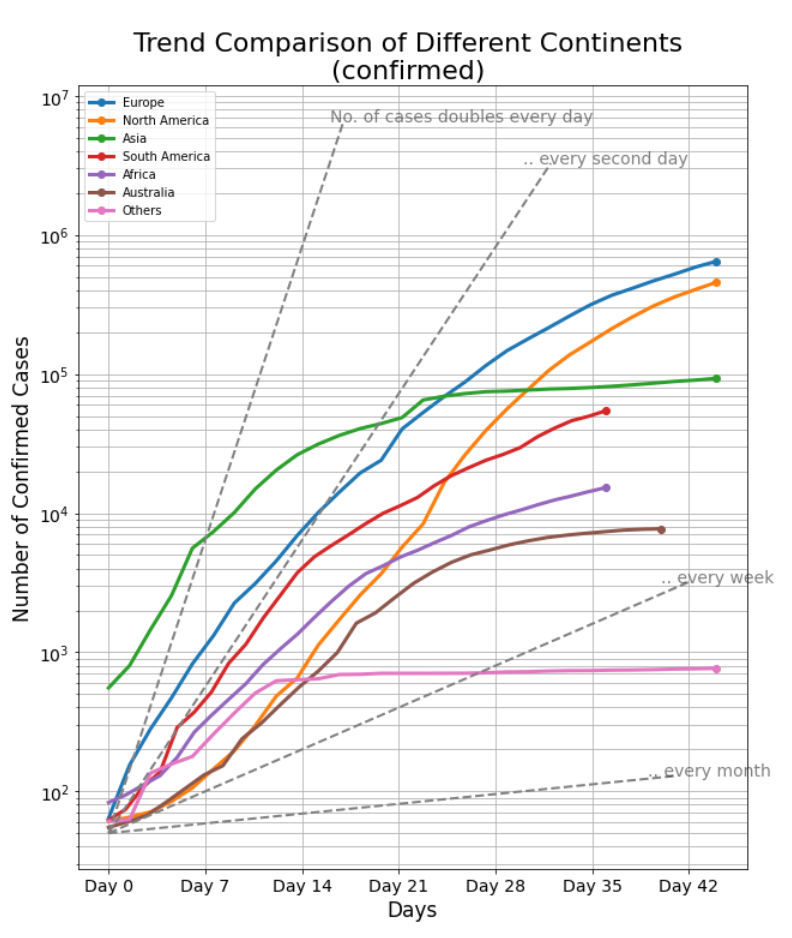 Trend Comparison of Different Continents
(confirmed)
Europe
North America
Asia
South America
Africa
Australia
Others
No. of cases doubles every day
.. every second day
.. every week
.. every month
Number of Confirmed Cases
10⁷
10⁶
10⁵
10⁴
10³
10²
Day 0 Day 7 Day 14 Day 21 Day 28 Day 35 Day 42
Days